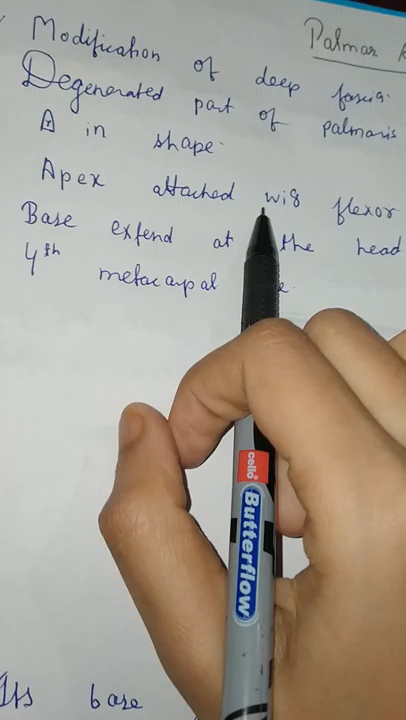 Palmar
Modification of deep fascia.
Degenerated part of palmaris
Δ in shape.
Apex attached wi8 flexor
Base extend at the head
4th metacarpal
cello
Butterflow
Its base